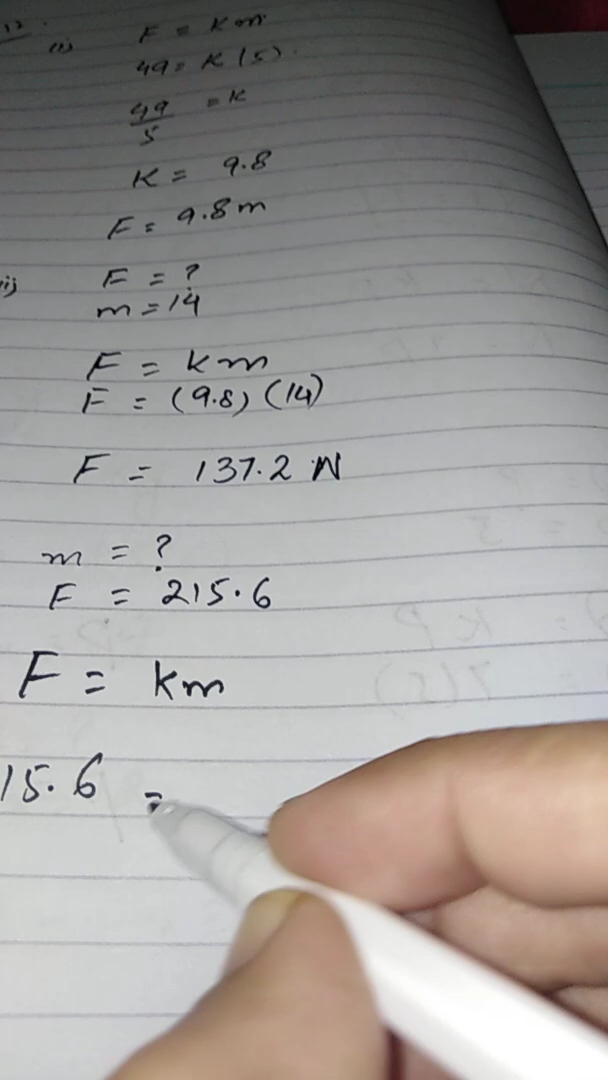 12.
(i) F = Km
49 = K(5).
49/5 = K
K = 9.8
F = 9.8m
ii) F = ?
m = 14
F = km
F = (9.8) (14)
F = 137.2 N
m = ?
F = 215.6
F = km
15.6 =